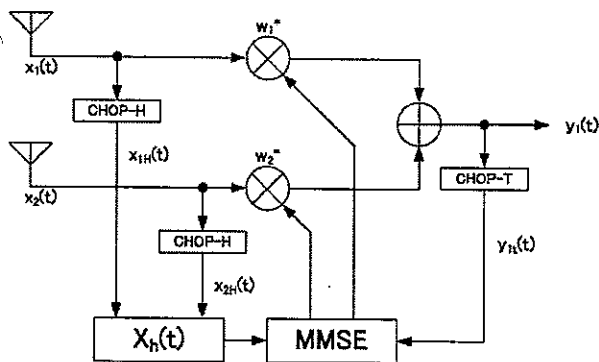 w₁*
x₁(t)
CHOP-H
y₁(t)
x₁H(t)
w₂*
x₂(t)
CHOP-T
CHOP-H
y₁t(t)
x₂H(t)
Xₕ(t)
MMSE